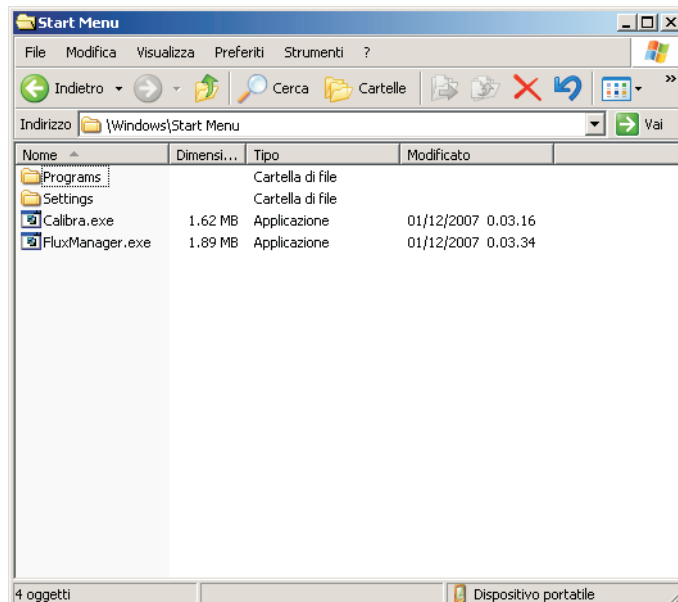 Start Menu
File Modifica Visualizza Preferiti Strumenti ?
Indietro Cerca Cartelle »
Indirizzo \Windows\Start Menu Vai
Nome Dimensi... Tipo Modificato
Programs Cartella di file
Settings Cartella di file
Calibra.exe 1.62 MB Applicazione 01/12/2007 0.03.16
FluxManager.exe 1.89 MB Applicazione 01/12/2007 0.03.34
4 oggetti Dispositivo portatile